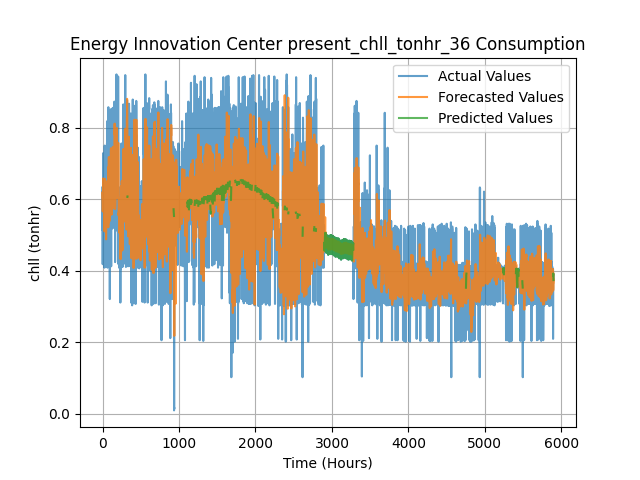 Energy Innovation Center present_chll_tonhr_36 Consumption
Actual Values
Forecasted Values
Predicted Values
chll (tonhr)
0.8
0.6
0.4
0.2
0.0
0 1000 2000 3000 4000 5000 6000
Time (Hours)